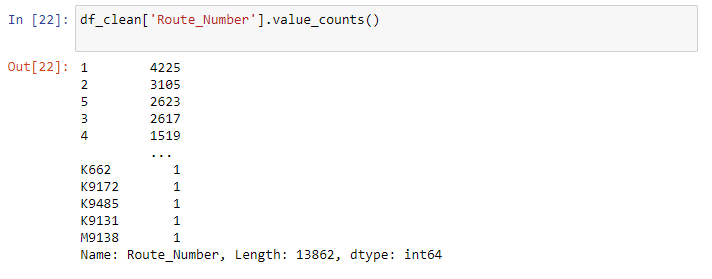 In [22]: df_clean['Route_Number'].value_counts()
Out[22]: 1 4225
2 3105
5 2623
3 2617
4 1519
...
K662 1
K9172 1
K9485 1
K9131 1
M9138 1
Name: Route_Number, Length: 13862, dtype: int64